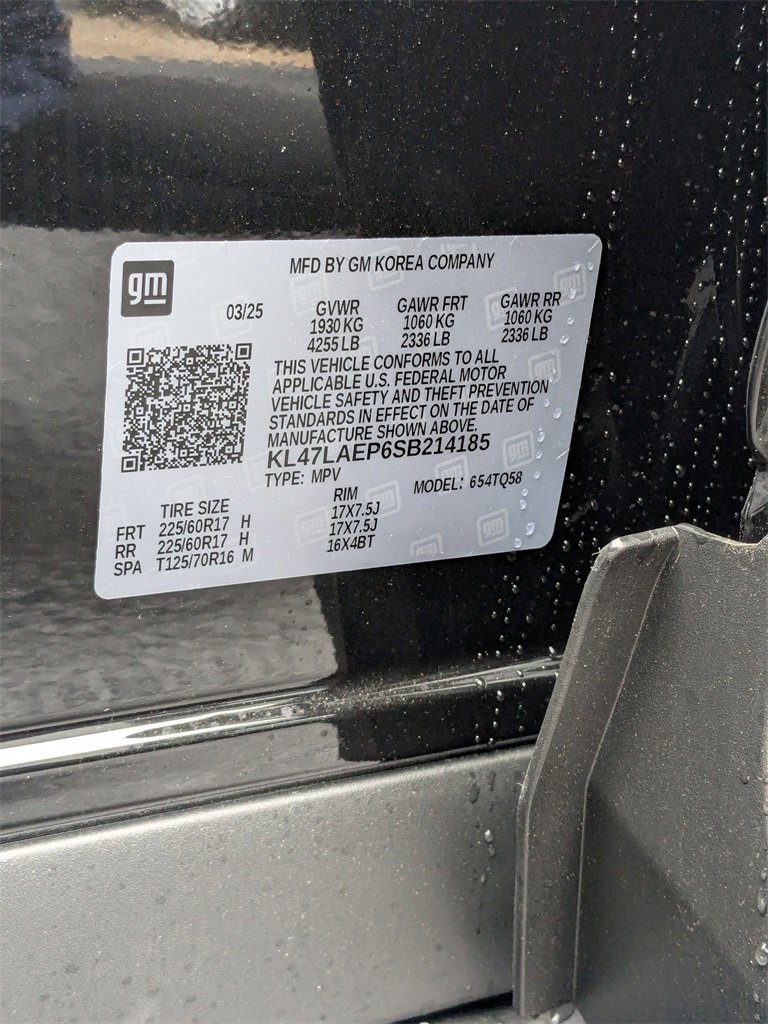 gm
MFD BY GM KOREA COMPANY
03/25
GVWR GAWR FRT GAWR RR
1930 KG 1060 KG 1060 KG
4255 LB 2336 LB 2336 LB
THIS VEHICLE CONFORMS TO ALL
APPLICABLE U.S. FEDERAL MOTOR
VEHICLE SAFETY AND THEFT PREVENTION
STANDARDS IN EFFECT ON THE DATE OF
MANUFACTURE SHOWN ABOVE.
KL47LAEP6SB214185
TYPE: MPV MODEL: 654TQ58
TIRE SIZE RIM
FRT 225/60R17 H 17X7.5J
RR 225/60R17 H 17X7.5J
SPA T125/70R16 M 16X4BT